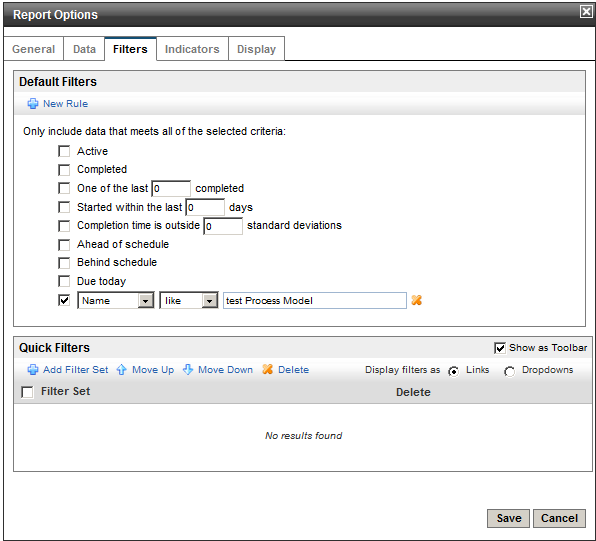 Report Options
General Data Filters Indicators Display
Default Filters
New Rule
Only include data that meets all of the selected criteria:
Active
Completed
One of the last 0 completed
Started within the last 0 days
Completion time is outside 0 standard deviations
Ahead of schedule
Behind schedule
Due today
Name like test Process Model
Quick Filters Show as Toolbar
Add Filter Set Move Up Move Down Delete Display filters as Links Dropdowns
Filter Set Delete
No results found
Save Cancel